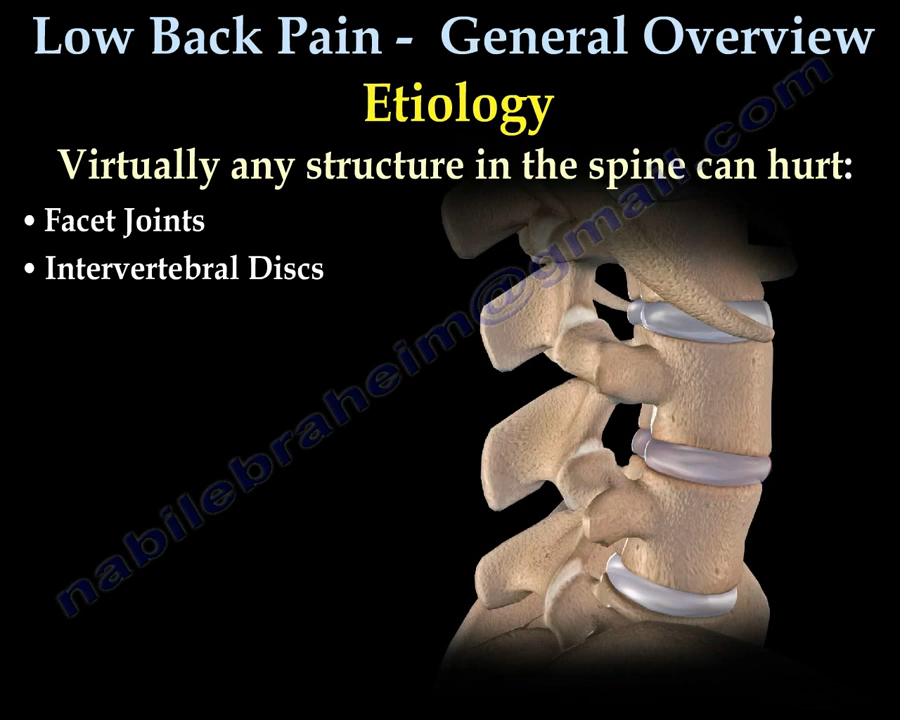 Low Back Pain - General Overview
Etiology
Virtually any structure in the spine can hurt:
• Facet Joints
• Intervertebral Discs
nabilebraheim@gmail.com